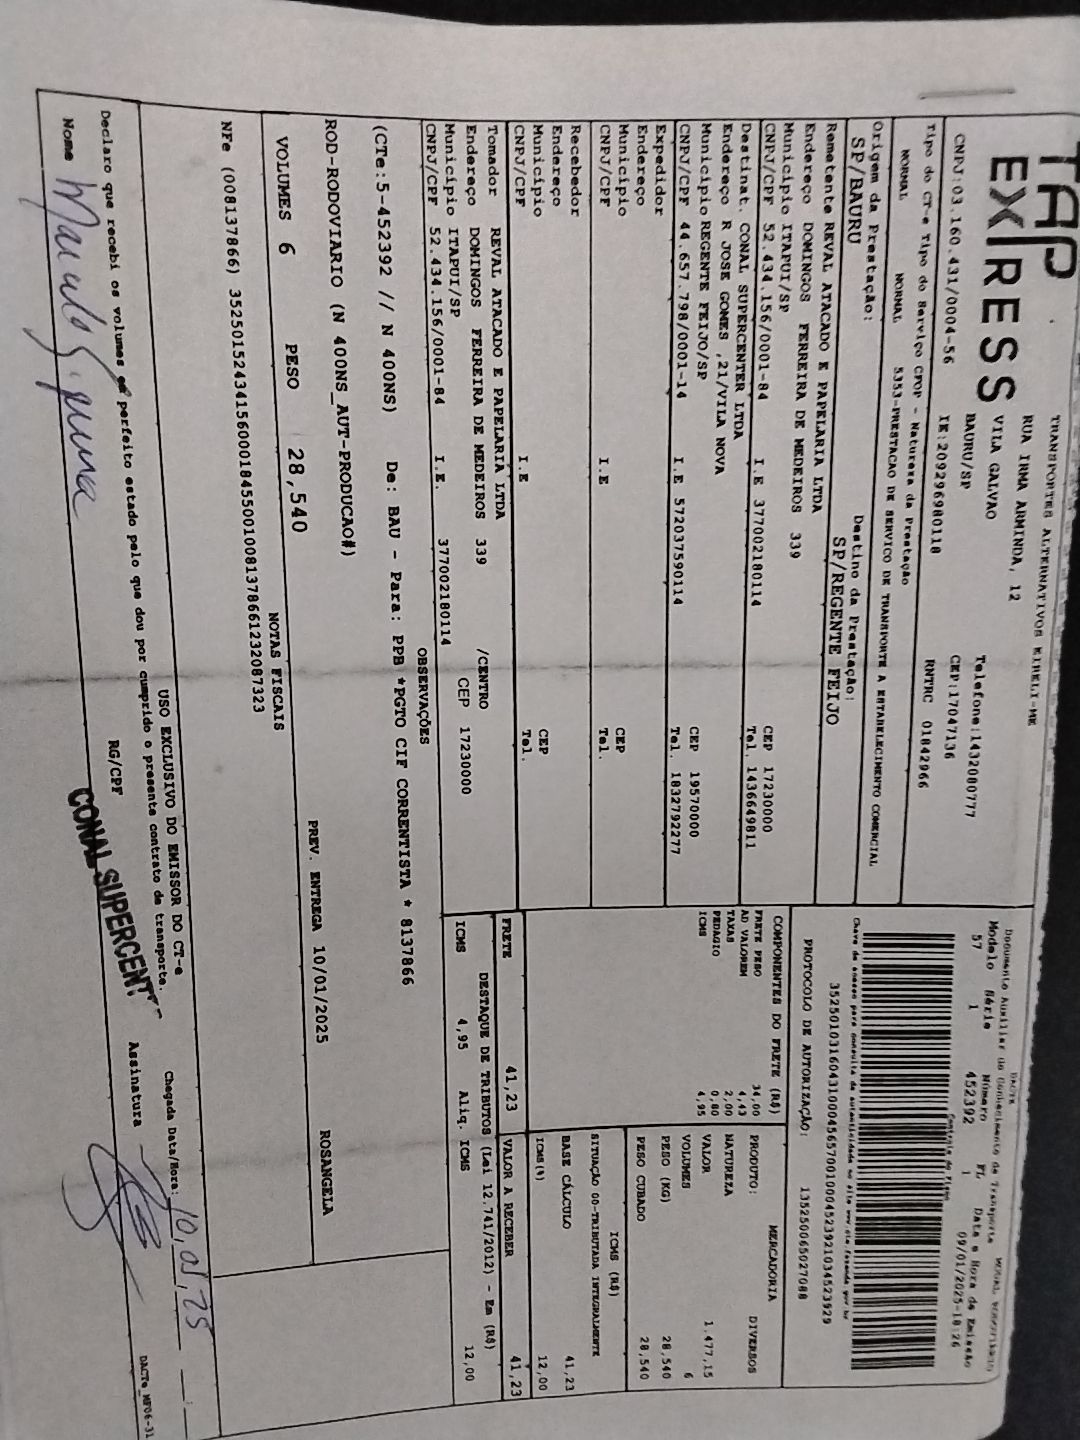 TAP
EXPRESS
TRANSPORTES ALTERNATIVOS EIRELI-ME
RUA IRMA ARMINDA, 12
VILA GALVAO
BAURU/SP
Telefone:1432080777
CEP:17047136
CNPJ:03.160.431/0004-56 IE:209296980118 RNTRC 01842966
Tipo do CT-e Tipo do Serviço CFOP - Natureza da Prestação
NORMAL NORMAL 5353-PRESTACAO DE SERVICO DE TRANSPORTE A ESTABELECIMENTO COMERCIAL
Origem da Prestação: Destino da Prestação:
SP/BAURU SP/REGENTE FEIJO
Remetente REVAL ATACADO E PAPELARIA LTDA
Endereço DOMINGOS FERREIRA DE MEDEIROS 339
Município ITAPUI/SP CEP 17230000
CNPJ/CPF 52.434.156/0001-84 I.E 377002180114 Tel. 1436649811
Destinat. CONAL SUPERCENTER LTDA
Endereço R JOSE GOMES ,21/VILA NOVA
Município REGENTE FEIJO/SP CEP 19570000
CNPJ/CPF 44.657.798/0001-14 I.E 572037590114 Tel. 1832792277
Expedidor
Endereço
Município CEP
CNPJ/CPF I.E Tel.
Recebedor
Endereço
Município CEP
CNPJ/CPF I.E Tel.
Tomador REVAL ATACADO E PAPELARIA LTDA
Endereço DOMINGOS FERREIRA DE MEDEIROS 339 /CENTRO
Município ITAPUI/SP CEP 17230000
CNPJ/CPF 52.434.156/0001-84 I.E. 377002180114
DACTE
Documento Auxiliar do Conhecimento de Transporte
Modelo Série Número FL Data e Hora de Emissão
57 1 452392 1 09/01/2025-18:26
Controle do Fisco
Chave de acesso para consulta de autenticidade no site www.cte.fazenda.gov.br
35250103160431000456570010004523921034523929
PROTOCOLO DE AUTORIZAÇÃO: 135250065027088
COMPONENTES DO FRETE (R$)
FRETE PESO 34,00
AD VALOREM 4,43
TAXAS 2,00
PEDAGIO 0,80
ICMS 4,95
MERCADORIA
PRODUTO: DIVERSOS
NATUREZA
VALOR 1.477,15
VOLUMES 6
PESO (KG) 28,540
PESO CUBADO 28,540
ICMS (R$)
SITUAÇÃO 00-TRIBUTADA INTEGRALMENTE
BASE CÁLCULO 41,23
ICMS(%) 12,00
FRETE 41,23 VALOR A RECEBER 41,23
DESTAQUE DE TRIBUTOS (Lei 12.741/2012) - Em (R$)
ICMS 4,95 Aliq. ICMS 12,00
OBSERVAÇÕES
(CTe:5-452392 // N 400NS) De: BAU - Para: PPB *PGTO CIF CORRENTISTA * 8137866
ROD-RODOVIARIO (N 400NS_AUT-PRODUCAO#)
VOLUMES 6 PESO 28,540 PREV. ENTREGA 10/01/2025 ROSANGELA
NOTAS FISCAIS
NFe (008137866) 35250152434156000184550010081378661232087323
USO EXCLUSIVO DO EMISSOR DO CT-e
Declaro que recebi os volumes em perfeito estado pelo que dou por cumprido o presente contrato de transporte. Chegada Data/Hora: 10,01,25
Nome RG/CPF Assinatura
CONAL SUPERCENT
DACTe_MF06-31